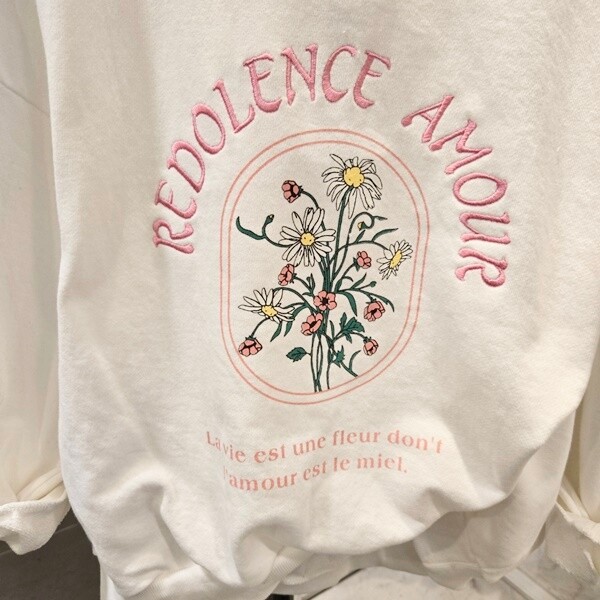 REDOLENCE AMOUR
La vie est une fleur don't
l'amour est le miel.